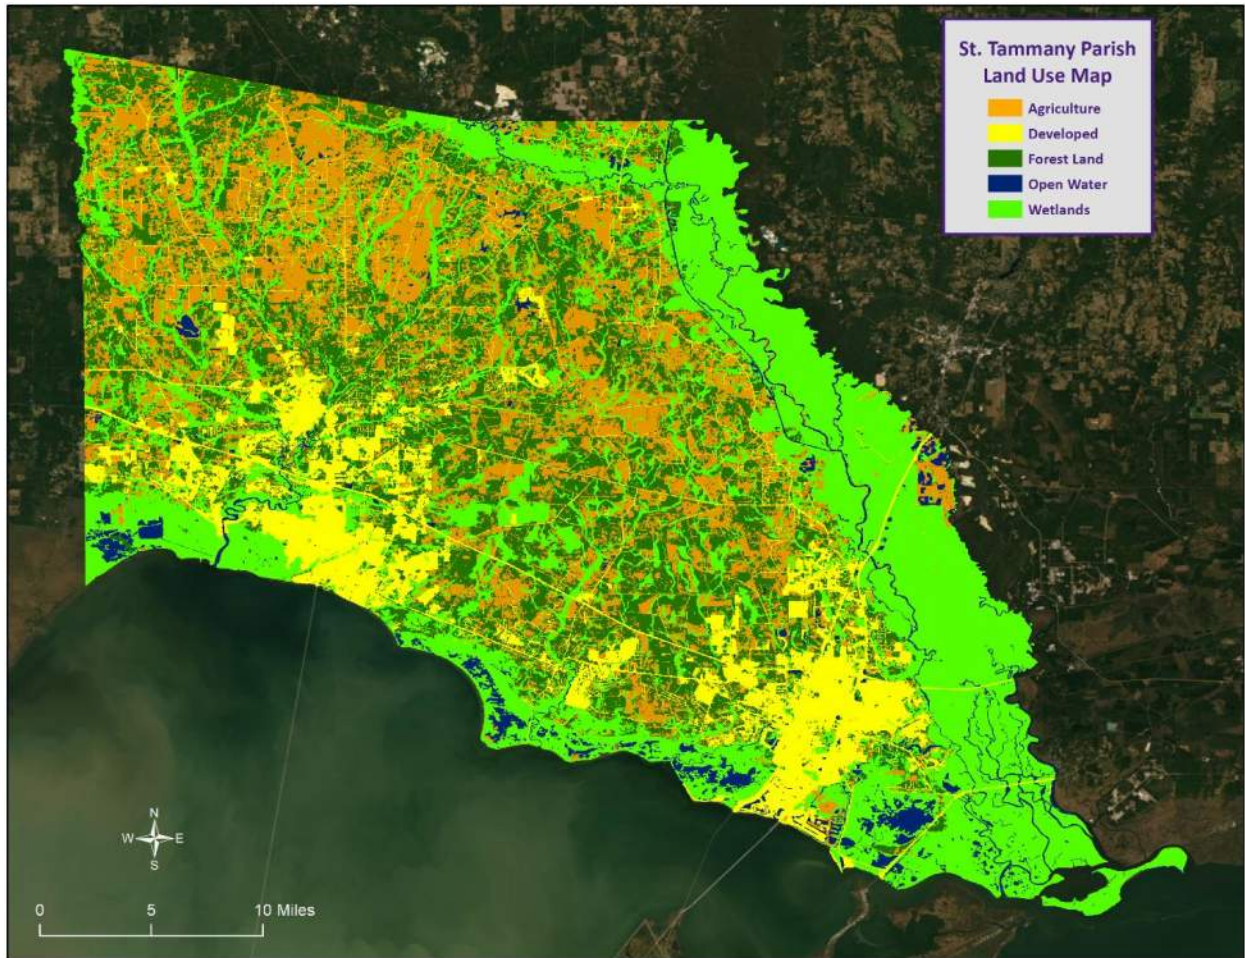 St. Tammany Parish
Land Use Map
Agriculture
Developed
Forest Land
Open Water
Wetlands
N
W E
S
0 5 10 Miles